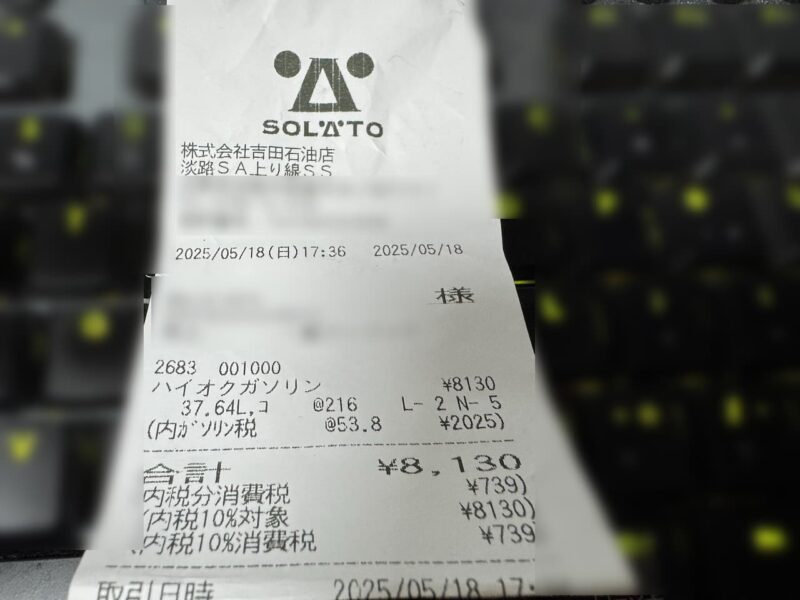 SOLATO
株式会社吉田石油店
淡路SA上り線SS
2025/05/18(日)17:36 2025/05/18
様
2683 001000
ハイオクガソリン ¥8130
37.64L,コ @216 L- 2 N- 5
(内ガソリン税 @53.8 ¥2025)
合計 ¥8,130
内税分消費税 ¥739)
(内税10%対象 ¥8130)
(内税10%消費税 ¥739
取引日時 2025/05/18 17: